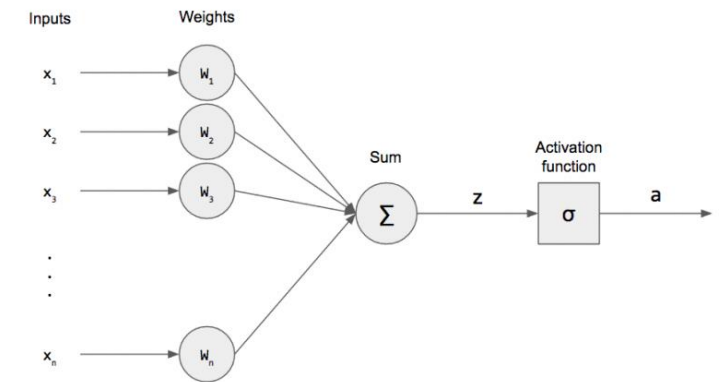 Inputs
Weights
x₁
W₁
x₂
W₂
x₃
W₃
.
.
.
xₙ
Wₙ
Sum
Σ
z
Activation
function
σ
a